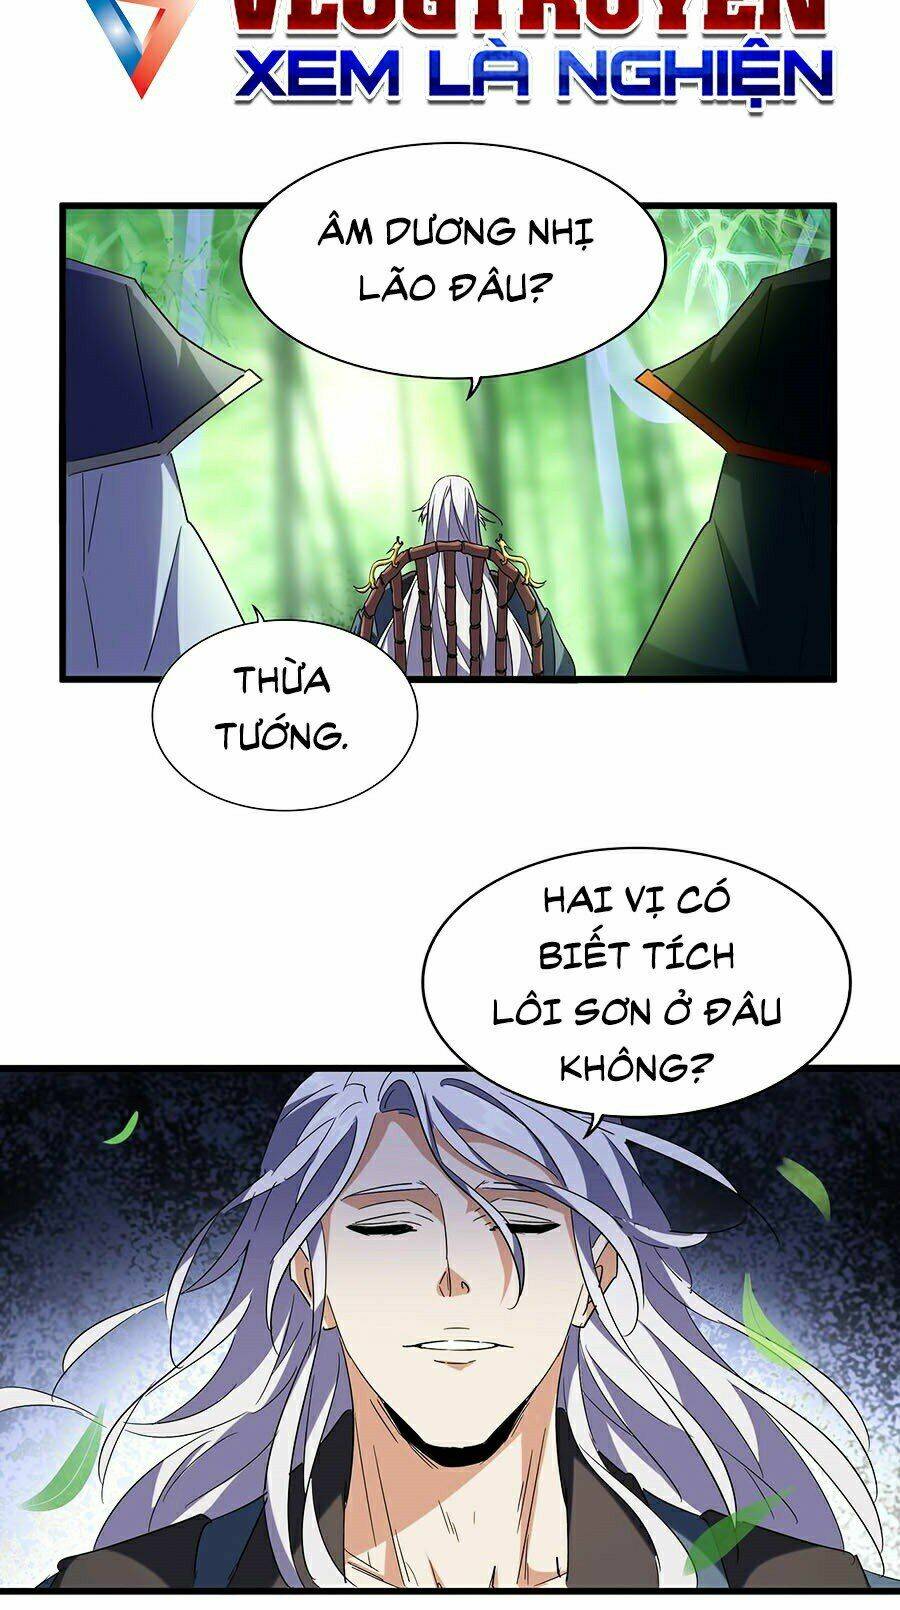 VLOGTRUYEN
XEM LÀ NGHIỆN
ÂM DƯƠNG NHỊ
LÃO ĐÂU?
THỪA
TƯỚNG.
HAI VỊ CÓ
BIẾT TÍCH
LÔI SƠN Ở ĐÂU
KHÔNG?